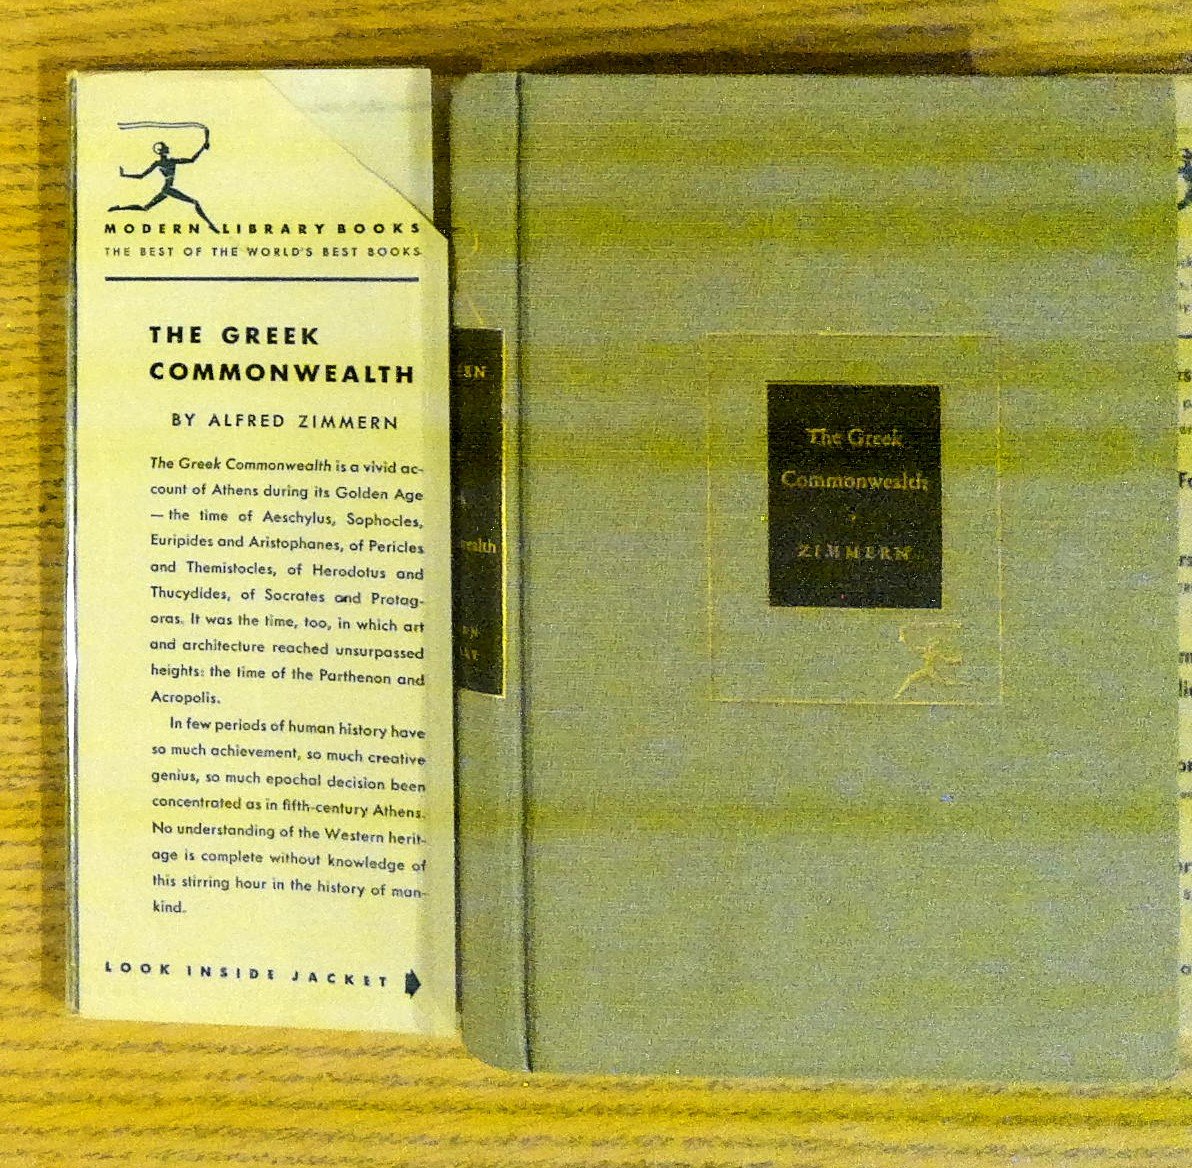 MODERN LIBRARY BOOKS
THE BEST OF THE WORLD'S BEST BOOKS
THE GREEK
COMMONWEALTH
BY ALFRED ZIMMERN
The Greek Commonwealth is a vivid ac-
count of Athens during its Golden Age
— the time of Aeschylus, Sophocles,
Euripides and Aristophanes, of Pericles
and Themistocles, of Herodotus and
Thucydides, of Socrates and Protag-
oras. It was the time, too, in which art
and architecture reached unsurpassed
heights: the time of the Parthenon and
Acropolis.
In few periods of human history have
so much achievement, so much creative
genius, so much epochal decision been
concentrated as in fifth-century Athens.
No understanding of the Western herit-
age is complete without knowledge of
this stirring hour in the history of man-
kind.
LOOK INSIDE JACKET
The Greek
Commonwealth
ZIMMERN